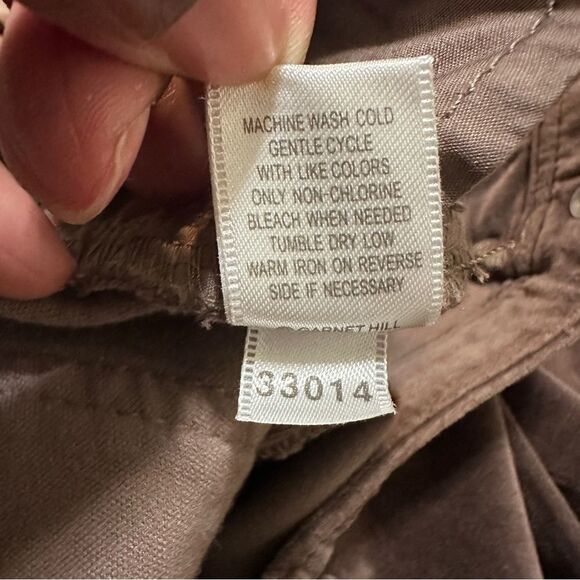 MACHINE WASH COLD
GENTLE CYCLE
WITH LIKE COLORS
ONLY NON-CHLORINE
BLEACH WHEN NEEDED
TUMBLE DRY LOW
WARM IRON ON REVERSE
SIDE IF NECESSARY
GARNET HILL
33014